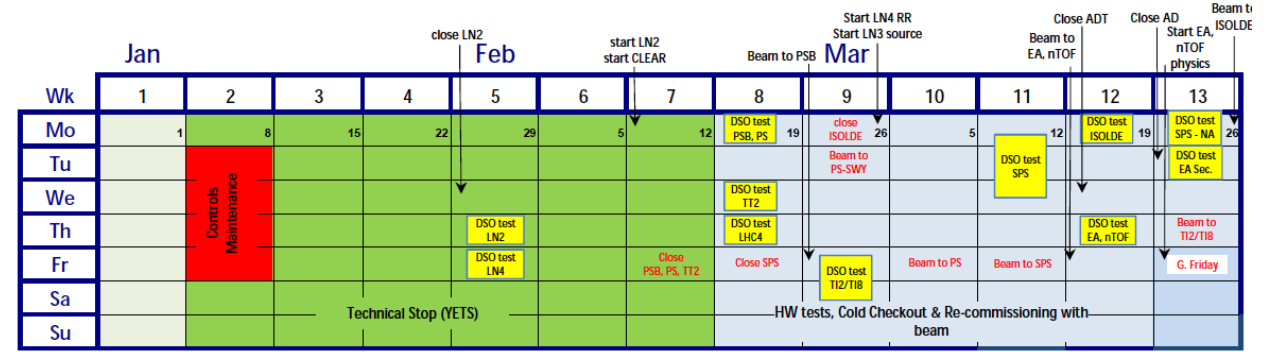 Beam to
ISOLDE
Start LN4 RR
Start LN3 source
Close ADT
Close AD
close LN2
start LN2
start CLEAR
Beam to
EA, nTOF
Start EA,
nTOF
physics
Jan
Feb
Beam to PSB
Mar
Wk 1 2 3 4 5 6 7 8 9 10 11 12 13
Mo 1 8 15 22 29 5 12 DSO test 19 close 26 5 12 DSO test 19 DSO test 26
PSB, PS ISOLDE ISOLDE SPS - NA
Tu Controls Maintenance Beam to DSO test DSO test
PS-SWY SPS EA Sec.
We DSO test
TT2
Th DSO test DSO test DSO test Beam to
LN2 LHC4 EA, nTOF TI2/TI8
Fr DSO test Close Close SPS DSO test Beam to PS Beam to SPS G. Friday
LN4 PSB, PS, TT2 TI2/TI8
Sa Technical Stop (YETS) HW tests, Cold Checkout & Re-commissioning with
Su beam